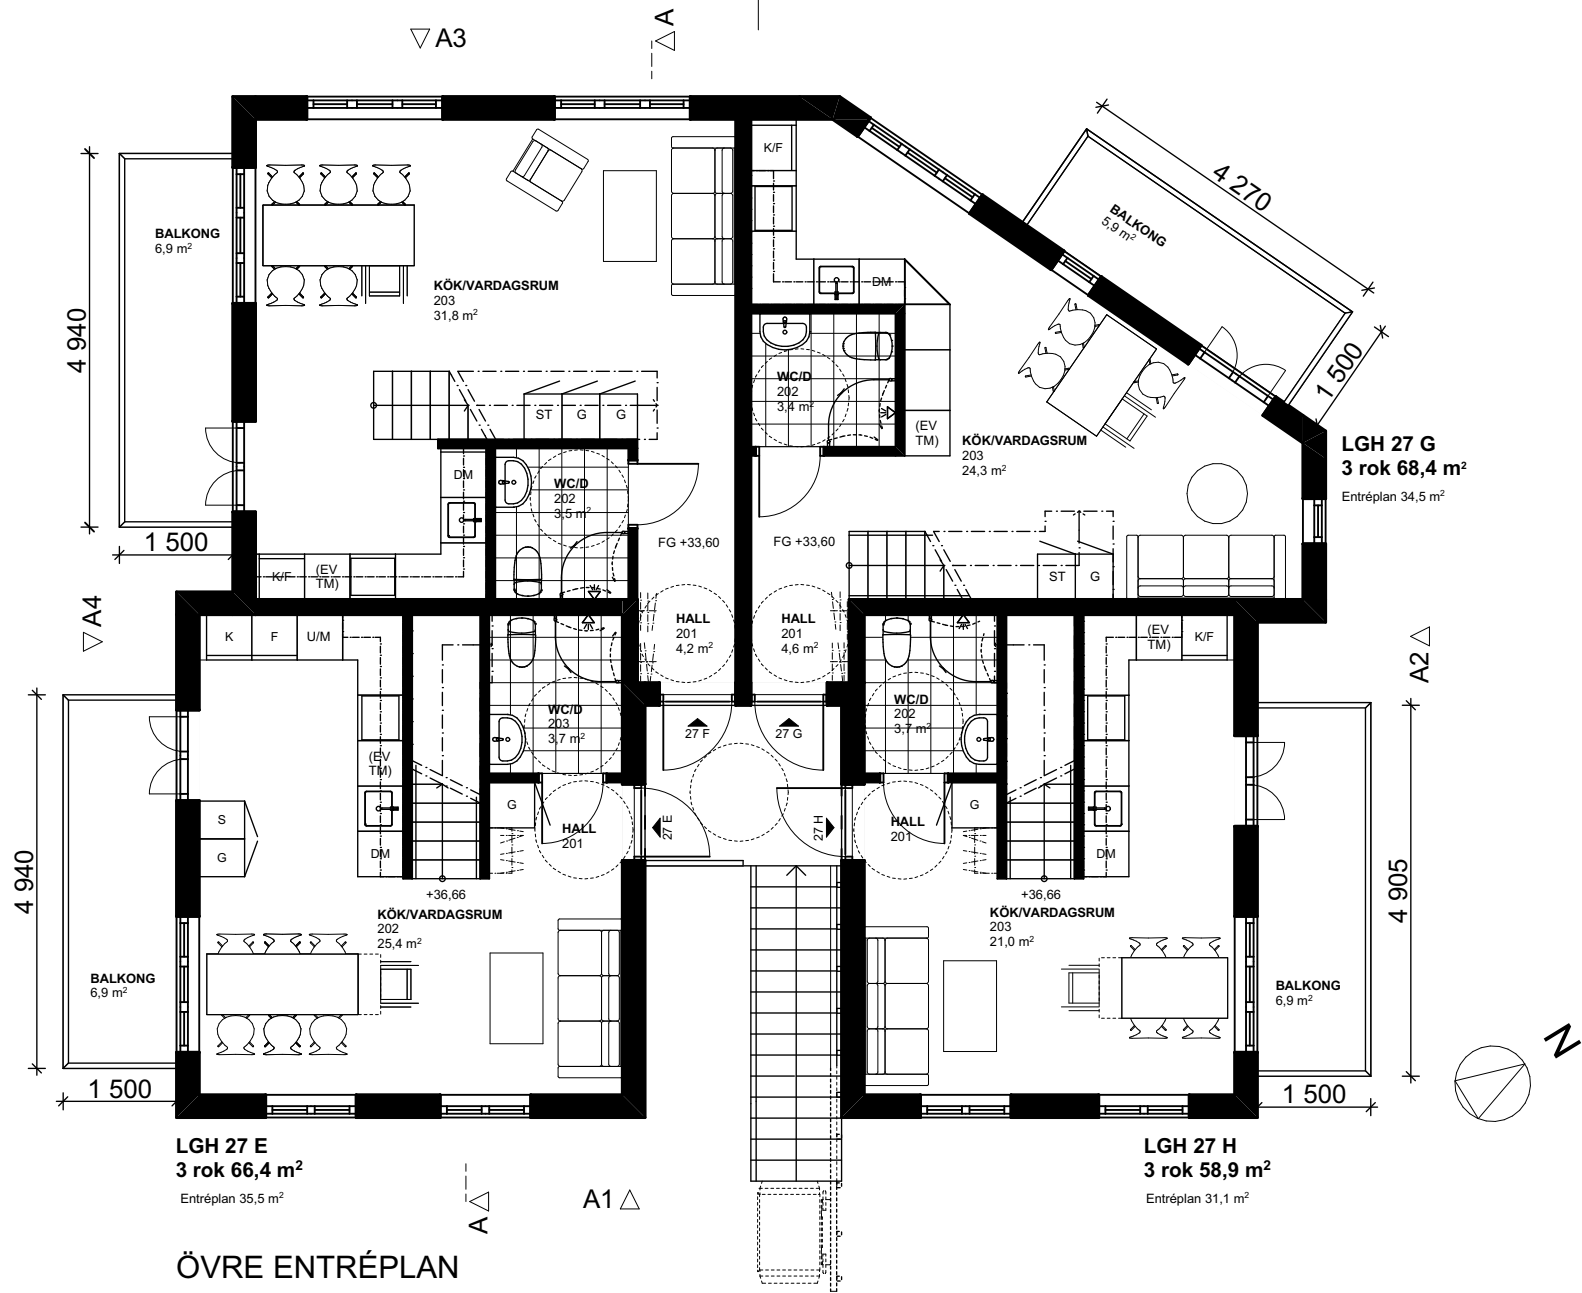 A3
A
4 270
1 500
BALKONG
5,9 m²
K/F
DM
BALKONG
6,9 m²
4 940
1 500
KÖK/VARDAGSRUM
203
31,8 m²
ST G G
DM
K/F
(EV
TM)
WC/D
202
3,5 m²
WC/D
202
3,4 m²
(EV
TM)
KÖK/VARDAGSRUM
203
24,3 m²
LGH 27 G
3 rok 68,4 m²
Entréplan 34,5 m²
FG +33,60
FG +33,60
ST G
HALL
201
4,2 m²
HALL
201
4,6 m²
A4
A2
K F U/M
(EV
TM)
DM
S
G
WC/D
203
3,7 m²
WC/D
202
3,7 m²
(EV
TM)
K/F
DM
27 F
27 G
27 E
27 H
G
HALL
201
HALL
201
G
+36,66
KÖK/VARDAGSRUM
202
25,4 m²
+36,66
KÖK/VARDAGSRUM
203
21,0 m²
4 940
BALKONG
6,9 m²
1 500
4 905
BALKONG
6,9 m²
1 500
N
LGH 27 E
3 rok 66,4 m²
Entréplan 35,5 m²
LGH 27 H
3 rok 58,9 m²
Entréplan 31,1 m²
A
A1
ÖVRE ENTRÉPLAN